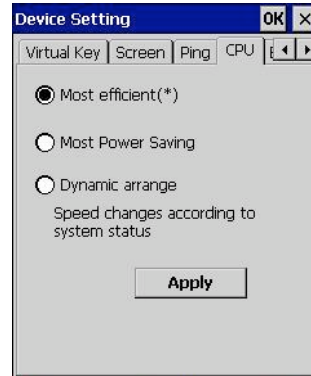 Device Setting OK ×
Virtual Key Screen Ping CPU
Most efficient(*)
Most Power Saving
Dynamic arrange
Speed changes according to
system status
Apply